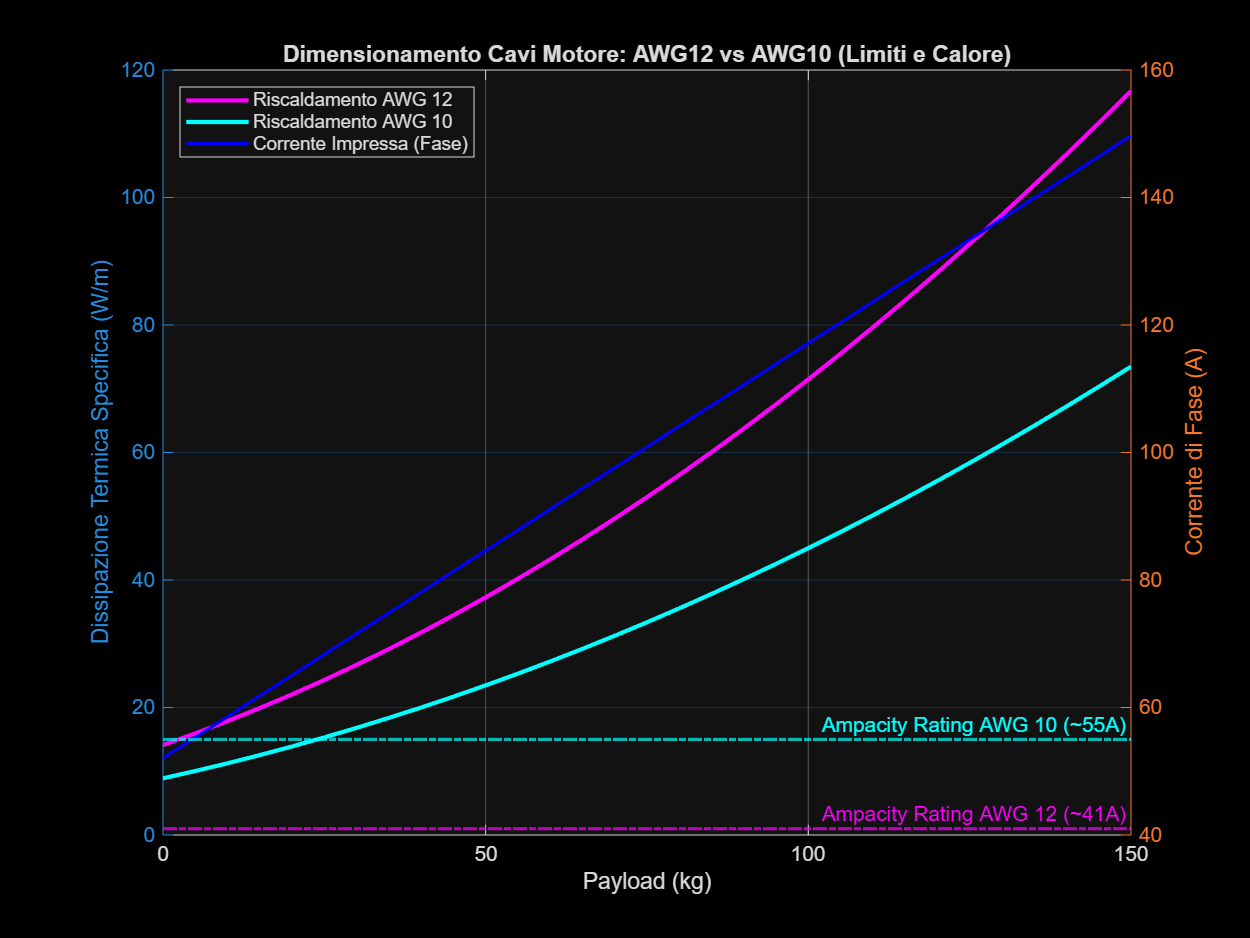 Dimensionamento Cavi Motore: AWG12 vs AWG10 (Limiti e Calore)
Riscaldamento AWG 12
Riscaldamento AWG 10
Corrente Impressa (Fase)
Dissipazione Termica Specifica (W/m)
120
100
80
60
40
20
0
Corrente di Fase (A)
160
140
120
100
80
60
40
Ampacity Rating AWG 10 (~55A)
Ampacity Rating AWG 12 (~41A)
0
50
100
150
Payload (kg)